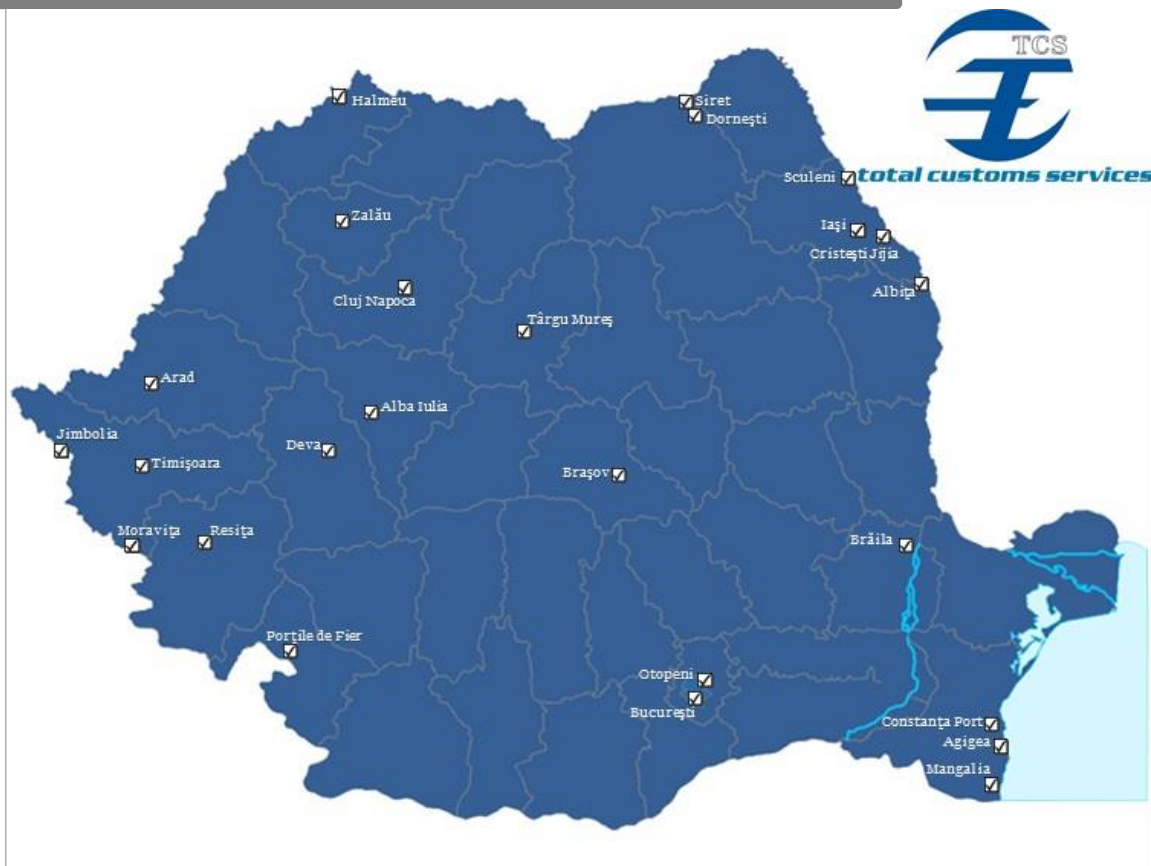 TCS
total customs services
Halmeu
Siret
Dorneşti
Sculeni
Zalău
Iaşi
Cristeşti Jijia
Albiţa
Cluj Napoca
Târgu Mureş
Arad
Alba Iulia
Jimbolia
Deva
Timişoara
Braşov
Moraviţa
Resiţa
Brăila
Porţile de Fier
Otopeni
Bucureşti
Constanţa Port
Agigea
Mangalia